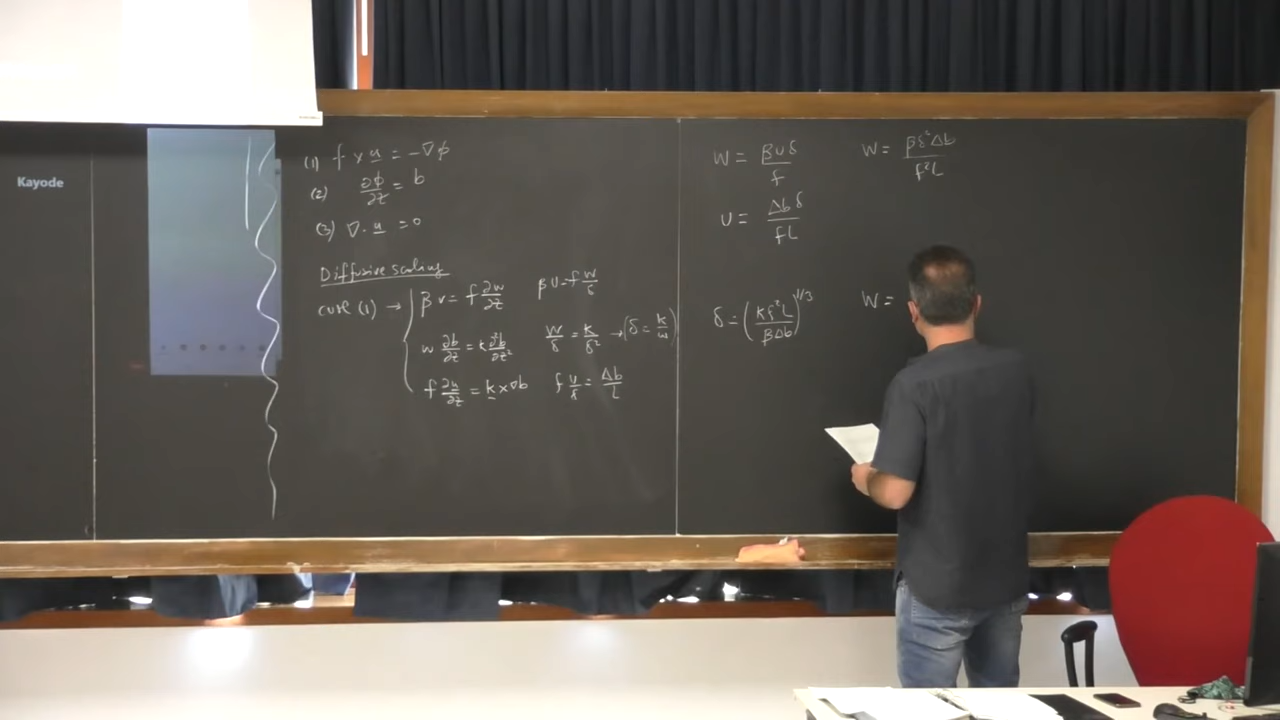 Kayode
(1) f × u = -∇φ
(2) ∂φ/∂z = b
(3) ∇ · u = 0
Diffusive scaling
curl (1) → βv = f ∂w/∂z   βU = f W/δ
w ∂b/∂z = κ ∂²b/∂z²   W/δ = κ/δ² → (δ = κ/w)
f ∂u/∂z = k × ∇b   f U/δ = Δb/L
W = βUδ/f   W = βδ²Δb/f²L
U = Δb δ/fL
δ = (κf²L/βΔb)^1/3   W =